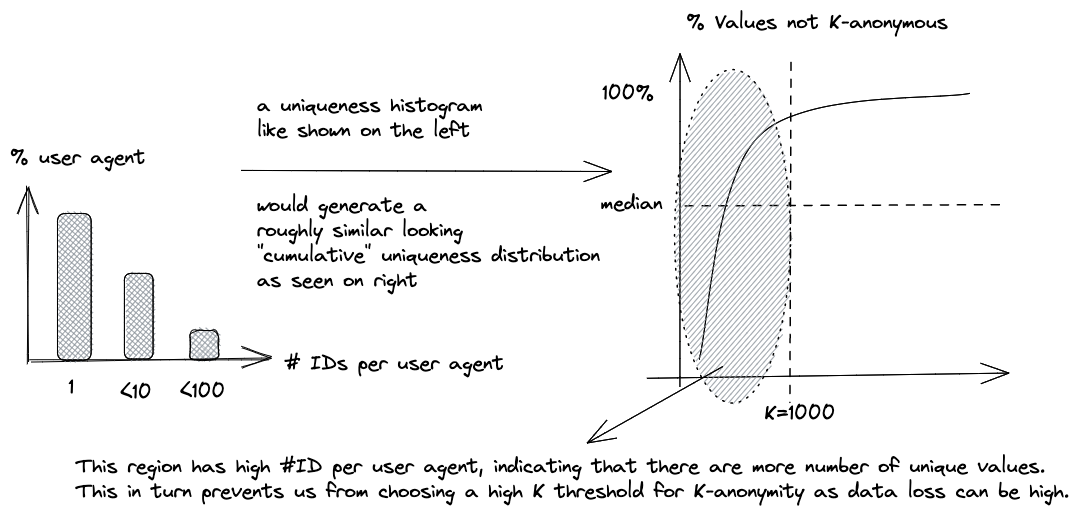 % Values not K-anonymous
100%
a uniqueness histogram
like shown on the left
% user agent
would generate a
roughly similar looking
"cumulative" uniqueness distribution
as seen on right
median
# IDs per user agent
1
<10
<100
K=1000
This region has high #ID per user agent, indicating that there are more number of unique values.
This in turn prevents us from choosing a high K threshold for K-anonymity as data loss can be high.